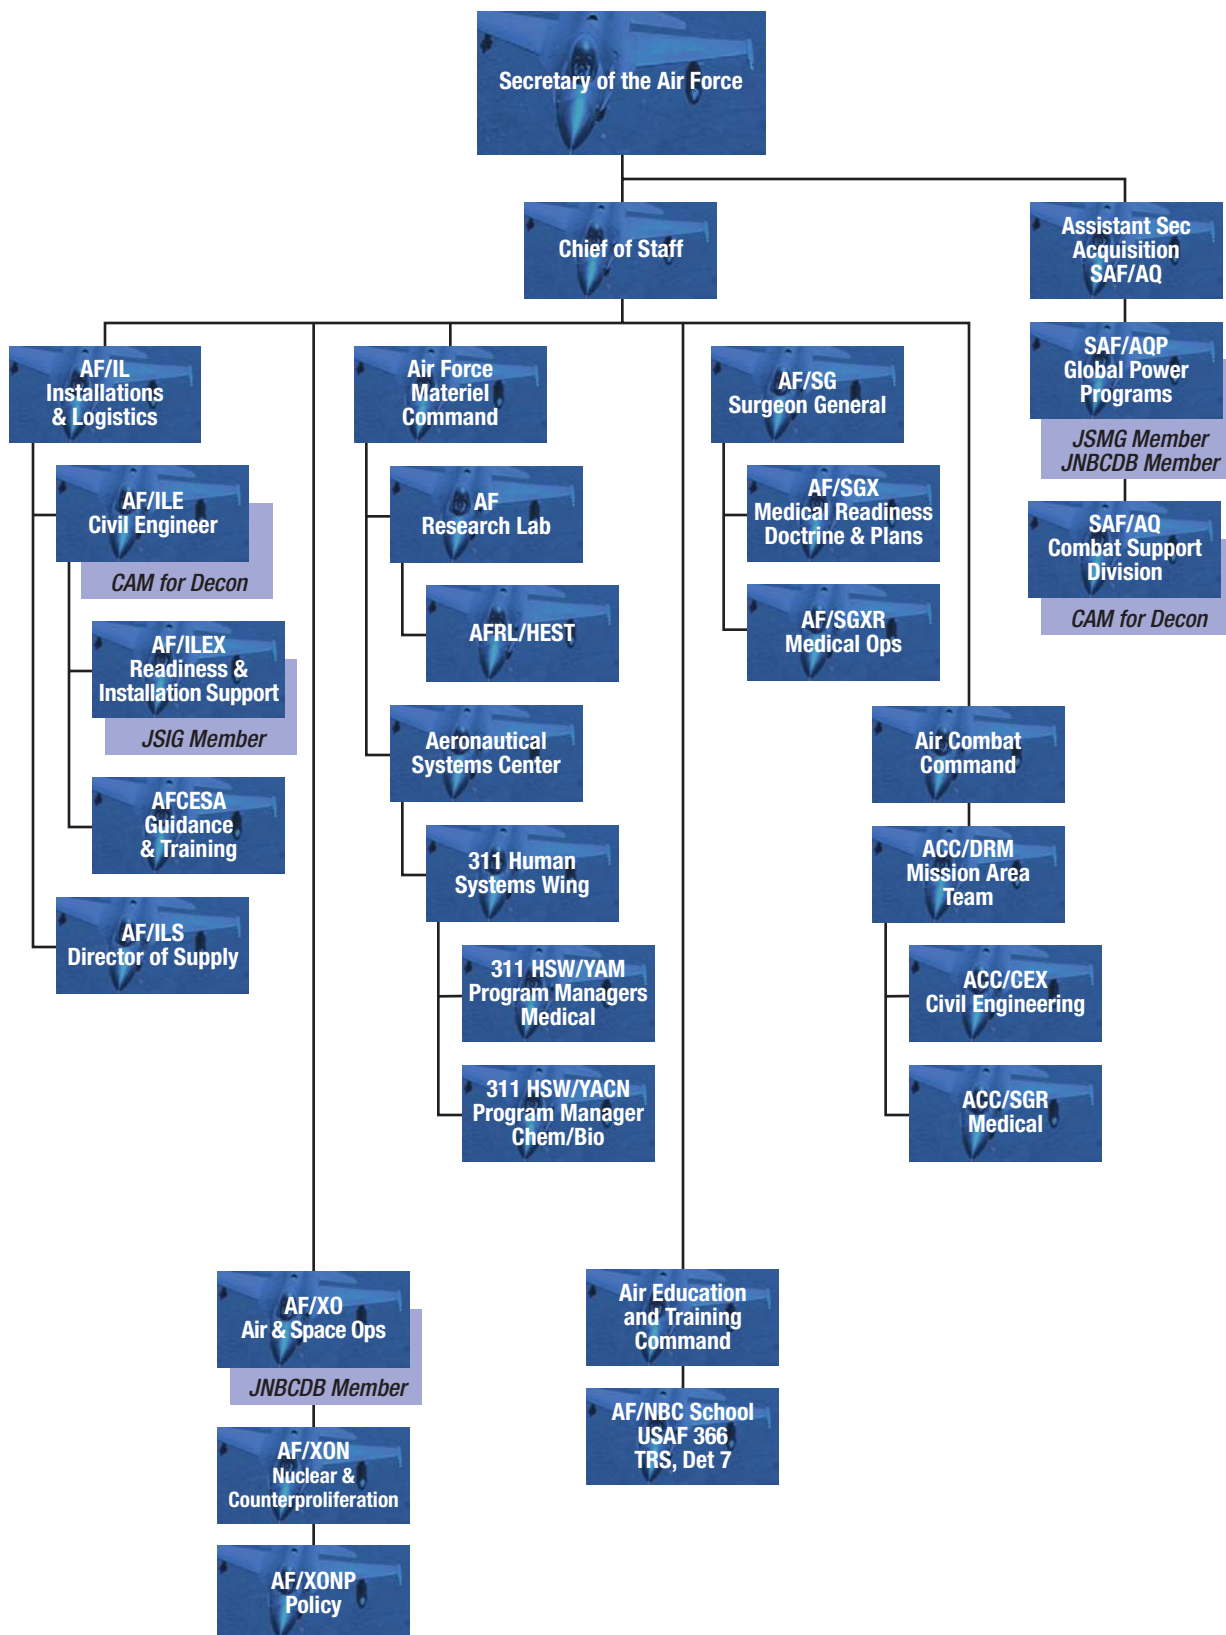 Secretary of the Air Force
Chief of Staff
Assistant Sec
Acquisition
SAF/AQ
AF/IL
Installations
& Logistics
Air Force
Materiel
Command
AF/SG
Surgeon General
SAF/AQP
Global Power
Programs
JSMG Member
JNBCDB Member
AF/ILE
Civil Engineer
CAM for Decon
AF
Research Lab
AF/SGX
Medical Readiness
Doctrine & Plans
SAF/AQ
Combat Support
Division
CAM for Decon
AF/ILEX
Readiness &
Installation Support
JSIG Member
AFRL/HEST
AF/SGXR
Medical Ops
Aeronautical
Systems Center
Air Combat
Command
AFCESA
Guidance
& Training
311 Human
Systems Wing
ACC/DRM
Mission Area
Team
AF/ILS
Director of Supply
311 HSW/YAM
Program Managers
Medical
ACC/CEX
Civil Engineering
311 HSW/YACN
Program Manager
Chem/Bio
ACC/SGR
Medical
AF/XO
Air & Space Ops
JNBCDB Member
Air Education
and Training
Command
AF/XON
Nuclear &
Counterproliferation
AF/NBC School
USAF 366
TRS, Det 7
AF/XONP
Policy